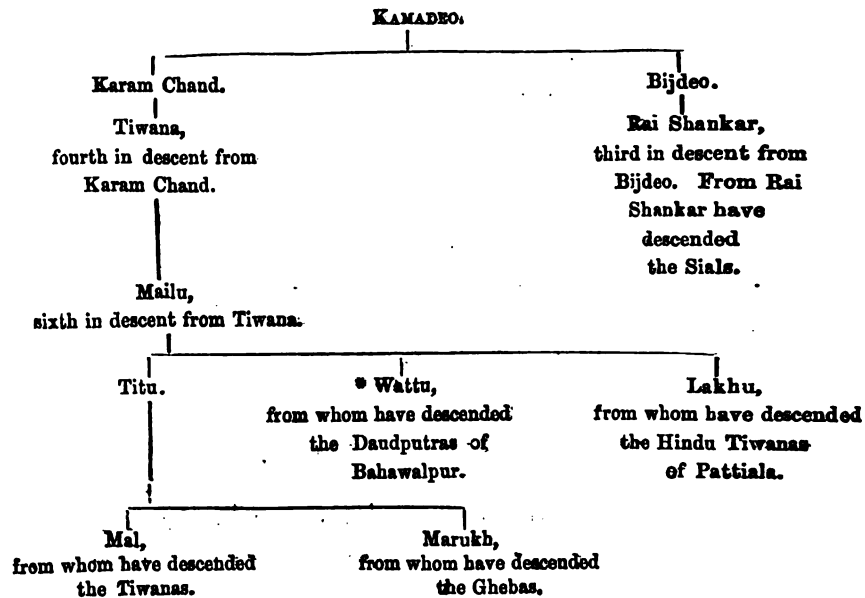 KAMADEO.
Karam Chand.
Tiwana,
fourth in descent from
Karam Chand.
Bijdeo.
Rai Shankar,
third in descent from
Bijdeo. From Rai
Shankar have
descended
the Sials.
Mailu,
sixth in descent from Tiwana.
Titu.
* Wattu,
from whom have descended
the Daudputras of
Bahawalpur.
Lakhu,
from whom have descended
the Hindu Tiwanas
of Pattiala.
Mal,
from whom have descended
the Tiwanas.
Marukh,
from whom have descended
the Ghebas.